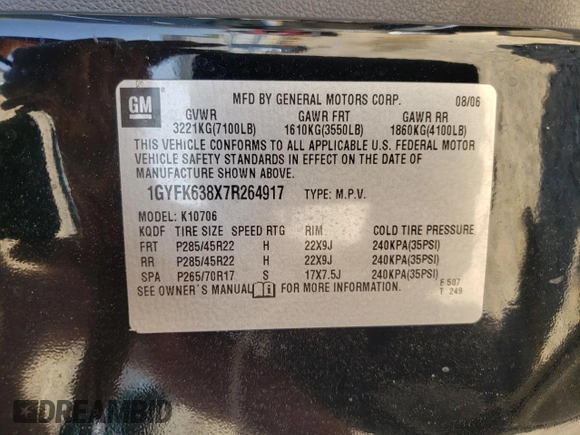 GM
MFD BY GENERAL MOTORS CORP. 08/06
GVWR GAWR FRT GAWR RR
3221KG(7100LB) 1610KG(3550LB) 1860KG(4100LB)
THIS VEHICLE CONFORMS TO ALL APPLICABLE U.S. FEDERAL MOTOR
VEHICLE SAFETY STANDARDS IN EFFECT ON THE DATE OF
MANUFACTURE SHOWN ABOVE.
1GYFK638X7R264917 TYPE: M.P.V.
MODEL: K10706
KQDF TIRE SIZE SPEED RTG RIM COLD TIRE PRESSURE
FRT P285/45R22 H 22X9J 240KPA(35PSI)
RR P285/45R22 H 22X9J 240KPA(35PSI)
SPA P265/70R17 S 17X7.5J 240KPA(35PSI)
SEE OWNER'S MANUAL FOR MORE INFORMATION.
E 507
T 249
DREAMBID